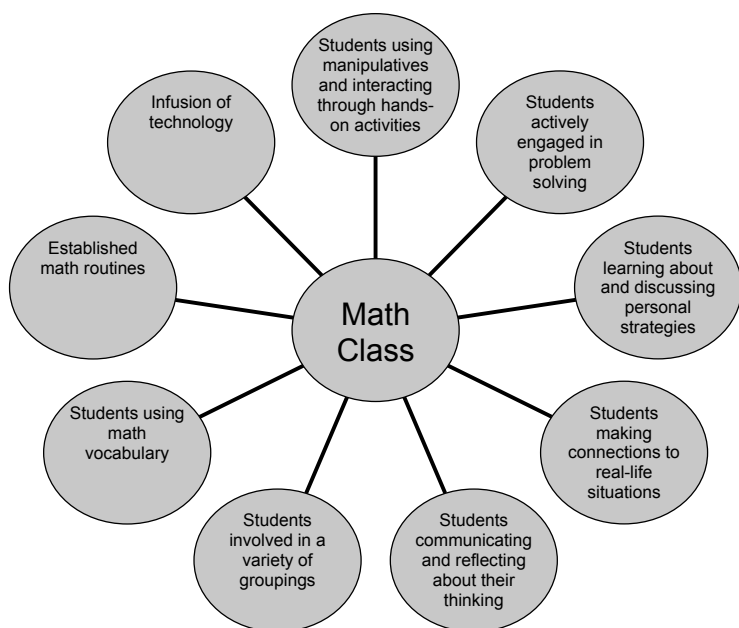 Students using
manipulatives
and interacting
through hands-
on activities
Students
actively
engaged in
problem
solving
Students
learning about
and discussing
personal
strategies
Students
making
connections to
real-life
situations
Students
communicating
and reflecting
about their
thinking
Students
involved in a
variety of
groupings
Students using
math
vocabulary
Established
math routines
Infusion of
technology
Math
Class